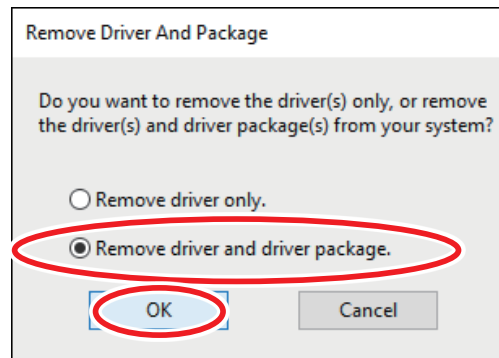 Remove Driver And Package
Do you want to remove the driver(s) only, or remove
the driver(s) and driver package(s) from your system?
Remove driver only.
Remove driver and driver package.
OK
Cancel